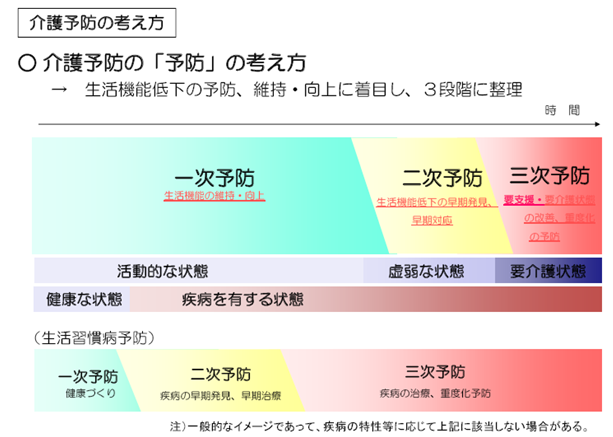 介護予防の考え方
〇 介護予防の「予防」の考え方
→ 生活機能低下の予防、維持・向上に着目し、３段階に整理
時 間
一次予防
生活機能の維持・向上
二次予防
生活機能低下の早期発見、
早期対応
三次予防
要支援・要介護状態
の改善、重度化
の予防
活動的な状態
虚弱な状態
要介護状態
健康な状態
疾病を有する状態
（生活習慣病予防）
一次予防
健康づくり
二次予防
疾病の早期発見、早期治療
三次予防
疾病の治療、重度化予防
注）一般的なイメージであって、疾病の特性等に応じて上記に該当しない場合がある。